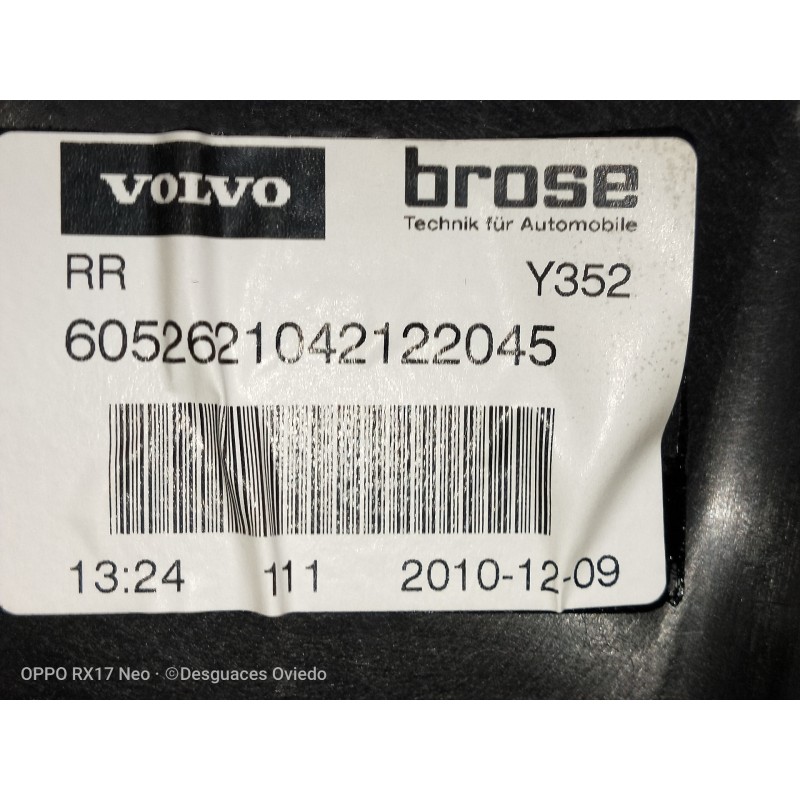 VOLVO brose
Technik für Automobile
RR Y352
6052621042122045
13:24 111 2010-12-09
OPPO RX17 Neo · ©Desguaces Oviedo